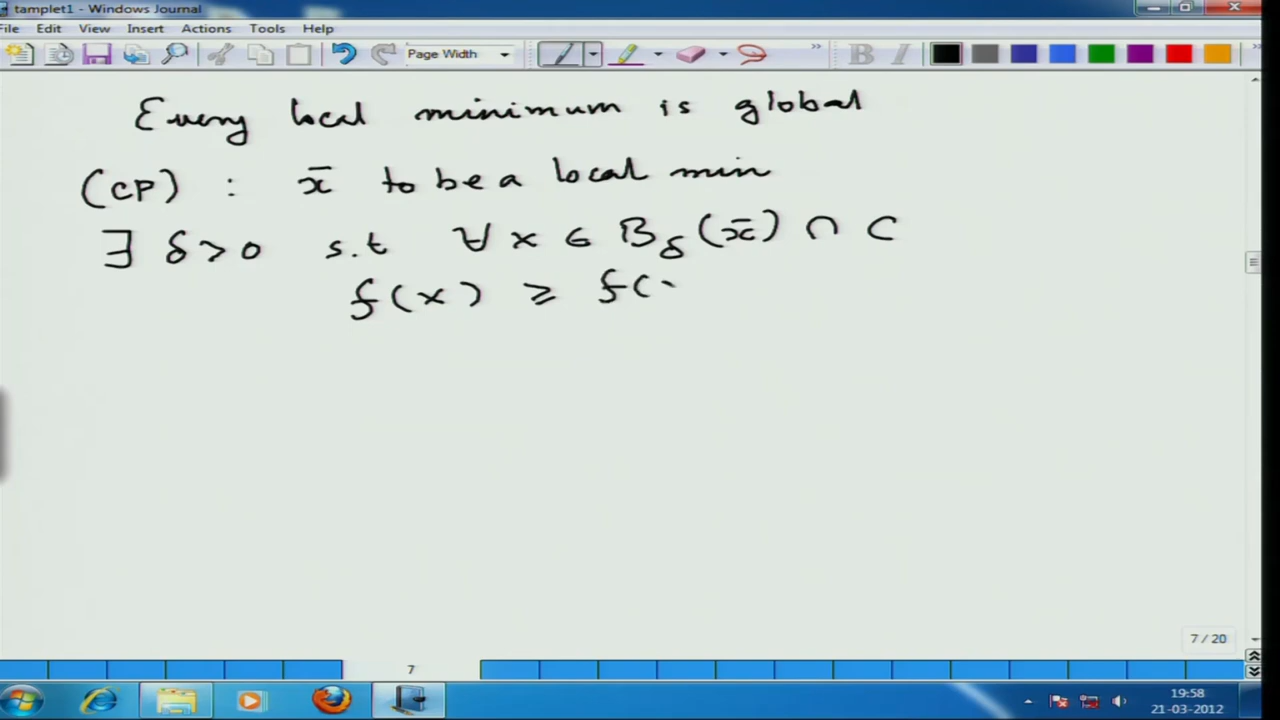 tamplet1 - Windows Journal
File Edit View Insert Actions Tools Help
Page Width
Every local minimum is global
(CP) : x̄ to be a local min
∃ δ > 0 s.t ∀ x ∈ B_δ(x̄) ∩ C
f(x) ≥ f(
7 / 20
7
19:58
21-03-2012